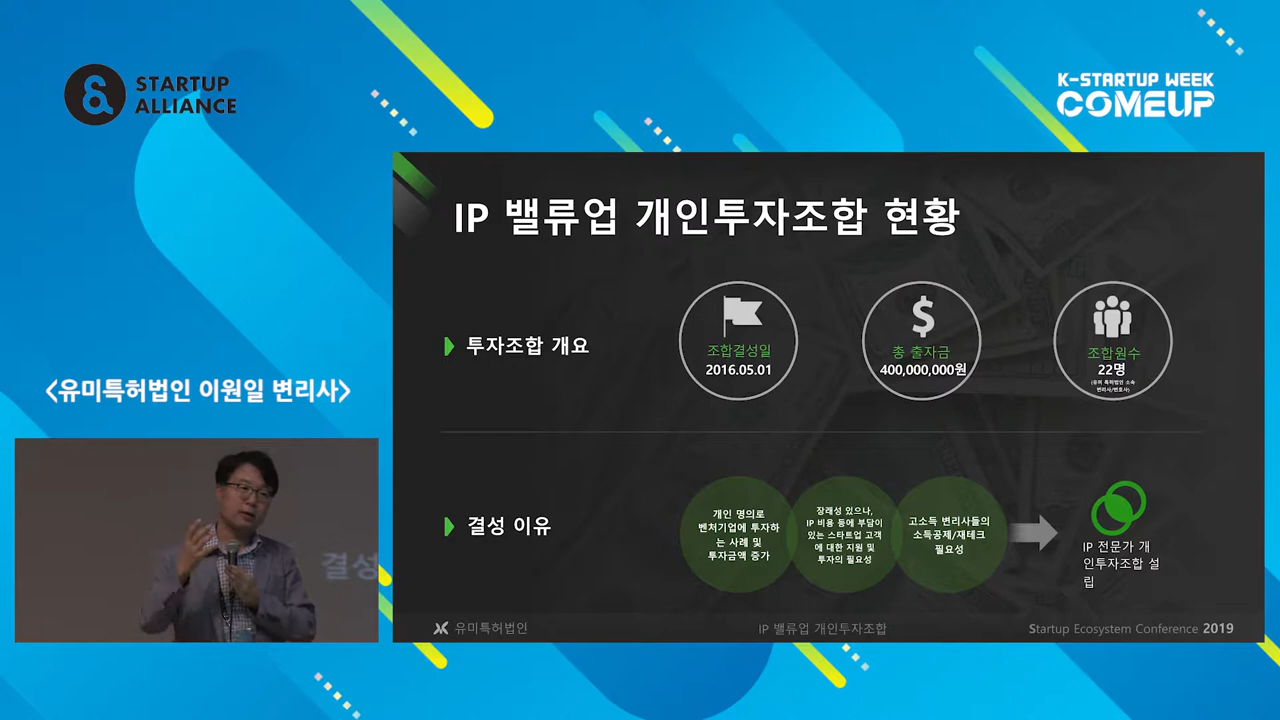 STARTUP
ALLIANCE
K-STARTUP WEEK
COMEUP
IP 밸류업 개인투자조합 현황
투자조합 개요
조합결성일
2016.05.01
총 출자금
400,000,000원
조합원수
22명
(유미 특허법인 소속
변리사/변호사)
<유미특허법인 이원일 변리사>
결성
결성 이유
개인 명의로
벤처기업에 투자하
는 사례 및
투자금액 증가
장래성 있으나,
IP 비용 등에 부담이
있는 스타트업 고객
에 대한 지원 및
투자의 필요성
고소득 변리사들의
소득공제/재테크
필요성
IP 전문가 개
인투자조합 설
립
유미특허법인
IP 밸류업 개인투자조합
Startup Ecosystem Conference 2019